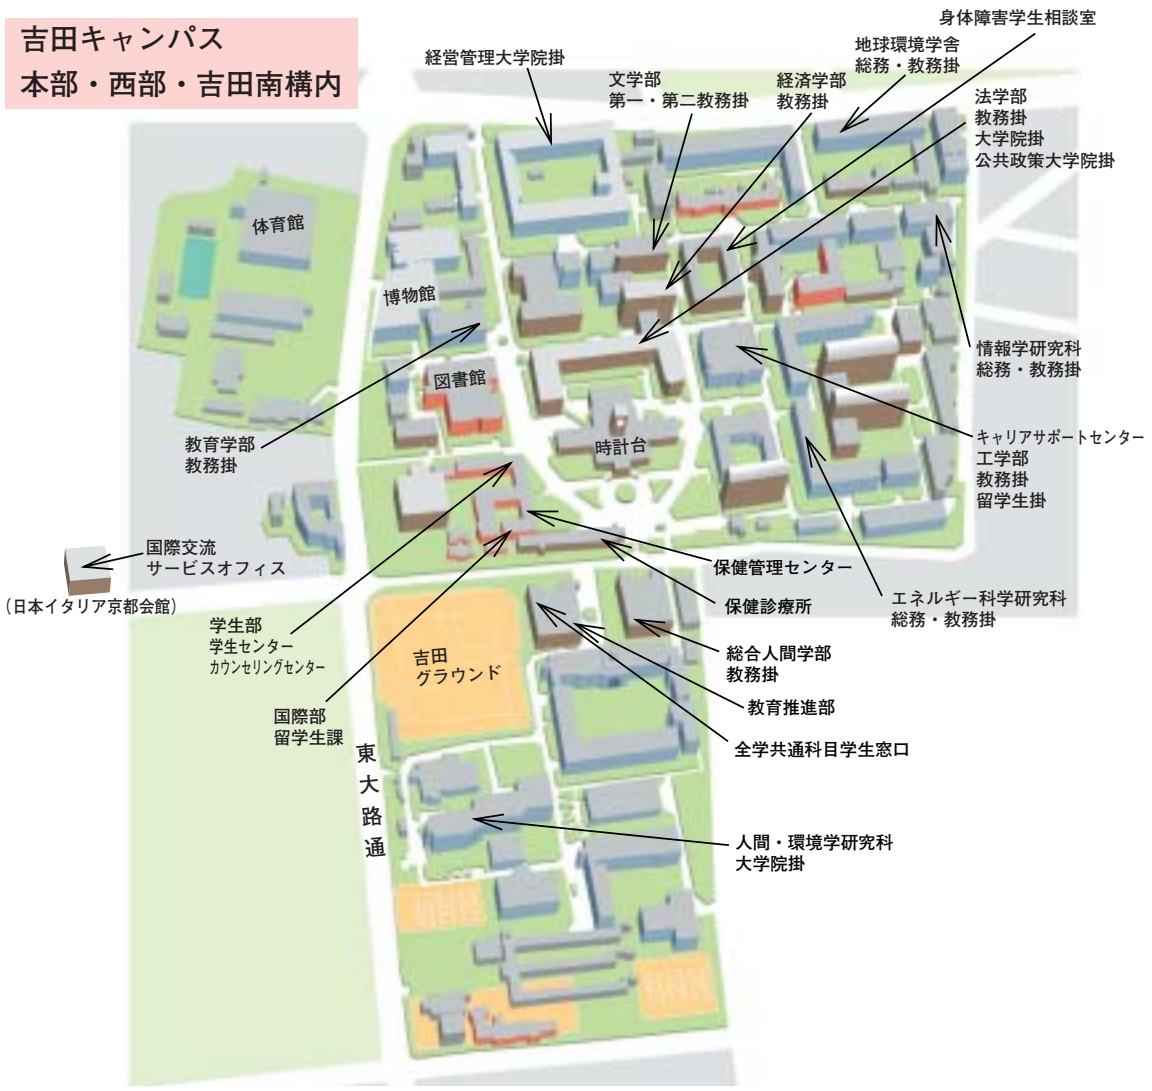 吉田キャンパス
本部・西部・吉田南構内
身体障害学生相談室
経営管理大学院掛
地球環境学舎
総務・教務掛
文学部
第一・第二教務掛
経済学部
教務掛
法学部
教務掛
大学院掛
公共政策大学院掛
体育館
博物館
情報学研究科
総務・教務掛
図書館
教育学部
教務掛
時計台
キャリアサポートセンター
工学部
教務掛
留学生掛
国際交流
サービスオフィス
(日本イタリア京都会館)
保健管理センター
保健診療所
エネルギー科学研究科
総務・教務掛
学生部
学生センター
カウンセリングセンター
吉田
グラウンド
総合人間学部
教務掛
国際部
留学生課
教育推進部
全学共通科目学生窓口
東大路通
人間・環境学研究科
大学院掛